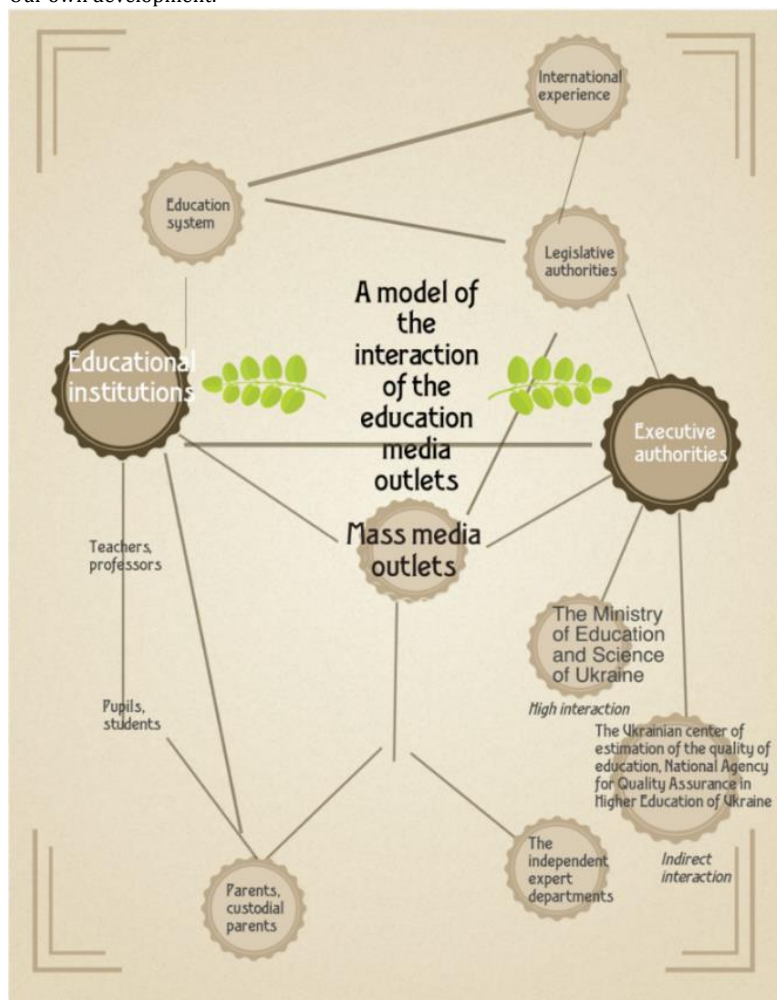 Our own development.
International
experience
Education
system
Legislative
authorities
A model of
the
interaction
of the
education
media
outlets
Educational
institutions
Executive
authorities
Mass media
outlets
Teachers,
professors
The Ministry
of Education
and Science
of Ukraine
High interaction
Pupils,
students
The Ukrainian center of
estimation of the quality of
education, National Agency
for Quality Assurance in
Higher Education of Ukraine
Indirect
interaction
The
independent
expert
departments
Parents,
custodial
parents